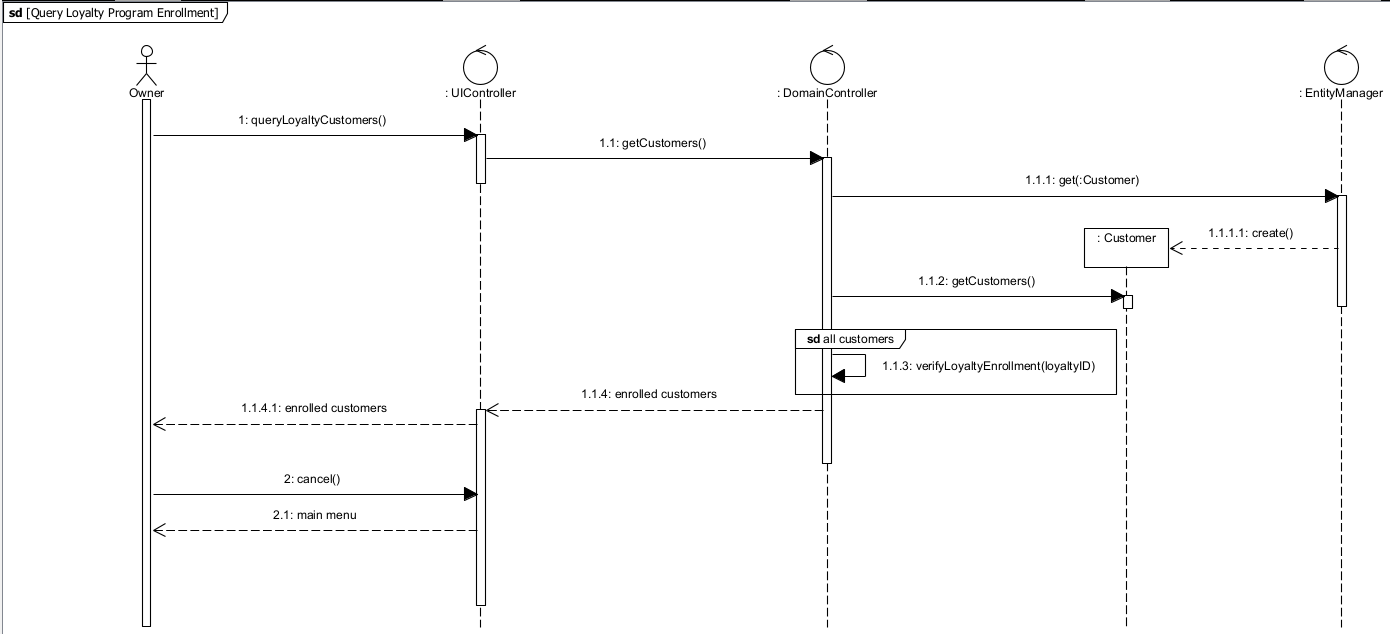 sd [Query Loyalty Program Enrollment]
Owner
: UIController
: DomainController
: EntityManager
1: queryLoyaltyCustomers()
1.1: getCustomers()
1.1.1: get(:Customer)
1.1.1.1: create()
: Customer
1.1.2: getCustomers()
sd all customers
1.1.3: verifyLoyaltyEnrollment(loyaltyID)
1.1.4: enrolled customers
1.1.4.1: enrolled customers
2: cancel()
2.1: main menu